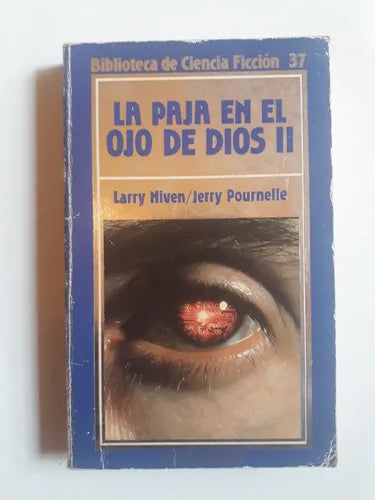 Biblioteca de Ciencia Ficción 37
LA PAJA EN EL
OJO DE DIOS II
Larry Niven/Jerry Pournelle